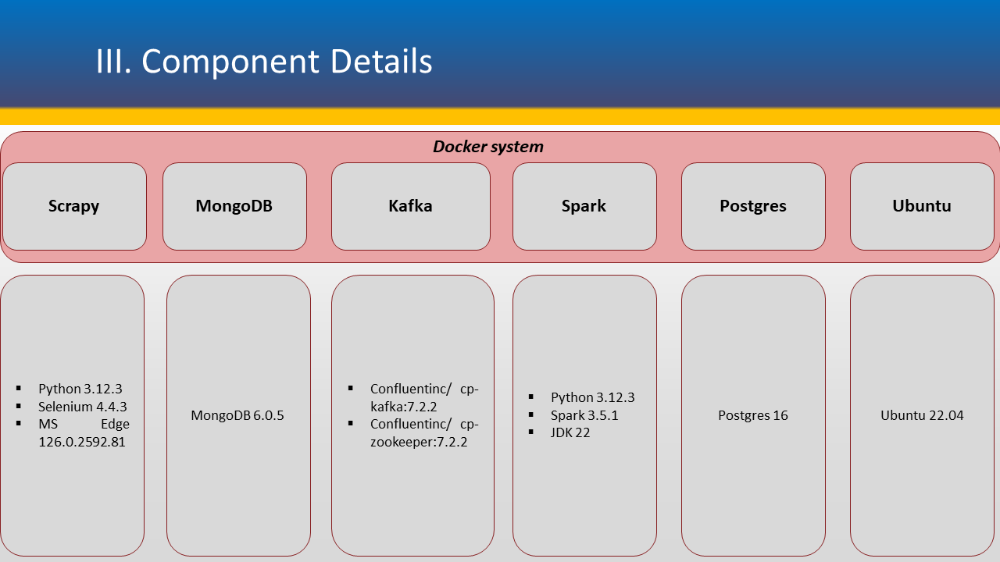 III. Component Details
Docker system
Scrapy
MongoDB
Kafka
Spark
Postgres
Ubuntu
▪ Python 3.12.3
▪ Selenium 4.4.3
▪ MS Edge
126.0.2592.81
MongoDB 6.0.5
▪ Confluentinc/ cp-
kafka:7.2.2
▪ Confluentinc/ cp-
zookeeper:7.2.2
▪ Python 3.12.3
▪ Spark 3.5.1
▪ JDK 22
Postgres 16
Ubuntu 22.04